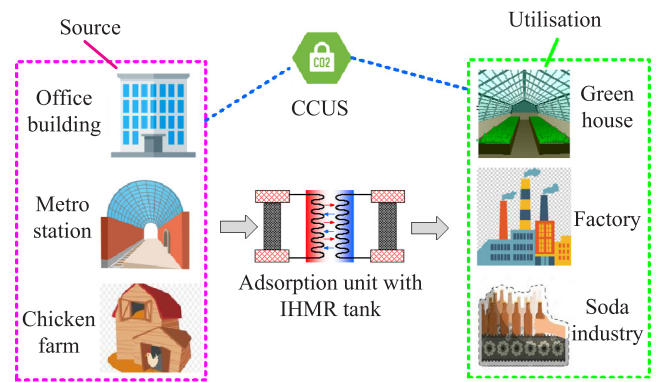 Source
Utilisation
CO2
CCUS
Office
building
Green
house
Metro
station
Factory
Adsorption unit with
IHMR tank
Chicken
farm
Soda
industry